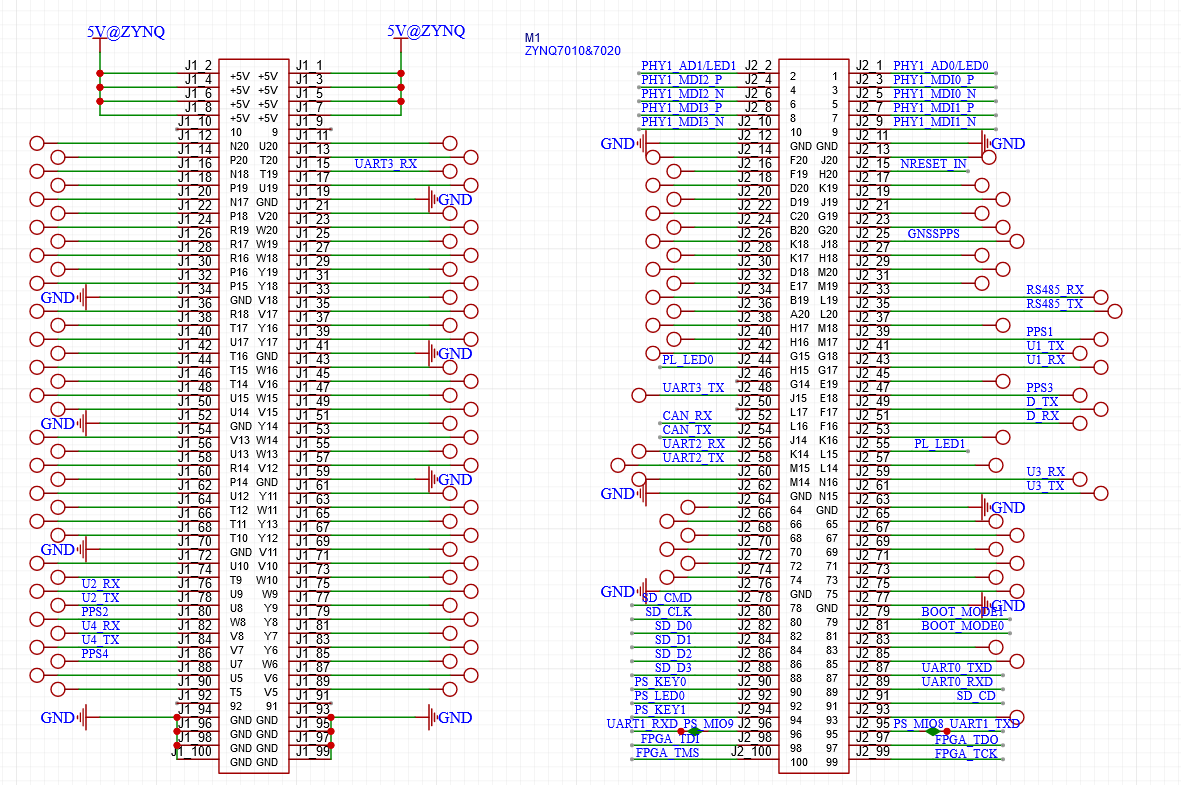 5V@ZYNQ
5V@ZYNQ
J1_2 +5V +5V J1_1
J1_4 +5V +5V J1_3
J1_6 +5V +5V J1_5
J1_8 +5V +5V J1_7
J1_10 10 9 J1_9
J1_12 N20 U20 J1_11
J1_14 P20 T20 J1_13
J1_16 N18 T19 J1_15 UART3_RX
J1_18 P19 U19 J1_17
J1_20 N17 GND J1_19 GND
J1_22 P18 V20 J1_21
J1_24 R19 W20 J1_23
J1_26 R17 W19 J1_25
J1_28 R16 W18 J1_27
J1_30 P16 Y19 J1_29
J1_32 P15 Y18 J1_31
GND J1_34 GND V18 J1_33
J1_36 R18 V17 J1_35
J1_38 T17 Y16 J1_37
J1_40 U17 Y17 J1_39
J1_42 T16 GND J1_41 GND
J1_44 T15 W16 J1_43
J1_46 T14 V16 J1_45
J1_48 U15 W15 J1_47
J1_50 U14 V15 J1_49
GND J1_52 GND Y14 J1_51
J1_54 V13 W14 J1_53
J1_56 U13 W13 J1_55
J1_58 R14 V12 J1_57
J1_60 P14 GND J1_59 GND
J1_62 U12 Y11 J1_61
J1_64 T12 W11 J1_63
J1_66 T11 Y13 J1_65
J1_68 T10 Y12 J1_67
GND J1_70 GND V11 J1_69
J1_72 U10 V10 J1_71
J1_74 T9 W10 J1_73
U2_RX J1_76 U9 W9 J1_75
U2_TX J1_78 U8 Y9 J1_77
PPS2 J1_80 W8 Y8 J1_79
U4_RX J1_82 V8 Y7 J1_81
U4_TX J1_84 V7 Y6 J1_83
PPS4 J1_86 U7 W6 J1_85
J1_88 U5 V6 J1_87
J1_90 T5 V5 J1_89
J1_92 92 91 J1_91
GND J1_94 GND GND J1_93 GND
J1_96 GND GND J1_95
J1_98 GND GND J1_97
J1_100 GND GND J1_99
M1
ZYNQ7010&7020
PHY1_AD1/LED1 J2_2 2 1 J2_1 PHY1_AD0/LED0
PHY1_MDI2_P J2_4 4 3 J2_3 PHY1_MDI0_P
PHY1_MDI2_N J2_6 6 5 J2_5 PHY1_MDI0_N
PHY1_MDI3_P J2_8 8 7 J2_7 PHY1_MDI1_P
PHY1_MDI3_N J2_10 10 9 J2_9 PHY1_MDI1_N
GND J2_12 GND GND J2_11 GND
J2_14 F20 J20 J2_13
J2_16 F19 H20 J2_15 NRESET_IN
J2_18 D20 K19 J2_17
J2_20 D19 J19 J2_19
J2_22 C20 G19 J2_21
J2_24 B20 G20 J2_23
J2_26 K18 J18 J2_25 GNSSPPS
J2_28 K17 H18 J2_27
J2_30 D18 M20 J2_29
J2_32 E17 M19 J2_31
J2_34 B19 L19 J2_33 RS485_RX
J2_36 A20 L20 J2_35 RS485_TX
J2_38 H17 M18 J2_37
J2_40 H16 M17 J2_39 PPS1
J2_42 G15 G18 J2_41 U1_TX
PL_LED0 J2_44 H15 G17 J2_43 U1_RX
J2_46 G14 E19 J2_45
UART3_TX J2_48 J15 E18 J2_47 PPS3
J2_50 L17 F17 J2_49 D_TX
CAN_RX J2_52 L16 F16 J2_51 D_RX
CAN_TX J2_54 J14 K16 J2_53
UART2_RX J2_56 K14 L15 J2_55 PL_LED1
UART2_TX J2_58 M15 L14 J2_57
J2_60 M14 N16 J2_59 U3_RX
GND J2_62 GND N15 J2_61 U3_TX
J2_64 64 GND J2_63 GND
J2_66 66 65 J2_65
J2_68 68 67 J2_67
J2_70 70 69 J2_69
J2_72 72 71 J2_71
J2_74 74 73 J2_73
GND J2_76 GND 75 J2_75
SD_CMD J2_78 78 GND J2_77 GND
SD_CLK J2_80 80 79 J2_79 BOOT_MODE1
SD_D0 J2_82 82 81 J2_81 BOOT_MODE0
SD_D1 J2_84 84 83 J2_83
SD_D2 J2_86 86 85 J2_85
SD_D3 J2_88 88 87 J2_87 UART0_TXD
PS_KEY0 J2_90 90 89 J2_89 UART0_RXD
PS_LED0 J2_92 92 91 J2_91 SD_CD
PS_KEY1 J2_94 94 93 J2_93
UART1_RXD PS_MIO9 J2_96 96 95 J2_95 PS_MIO8 UART1_TXD
FPGA_TDI J2_98 98 97 J2_97 FPGA_TDO
FPGA_TMS J2_100 100 99 J2_99 FPGA_TCK